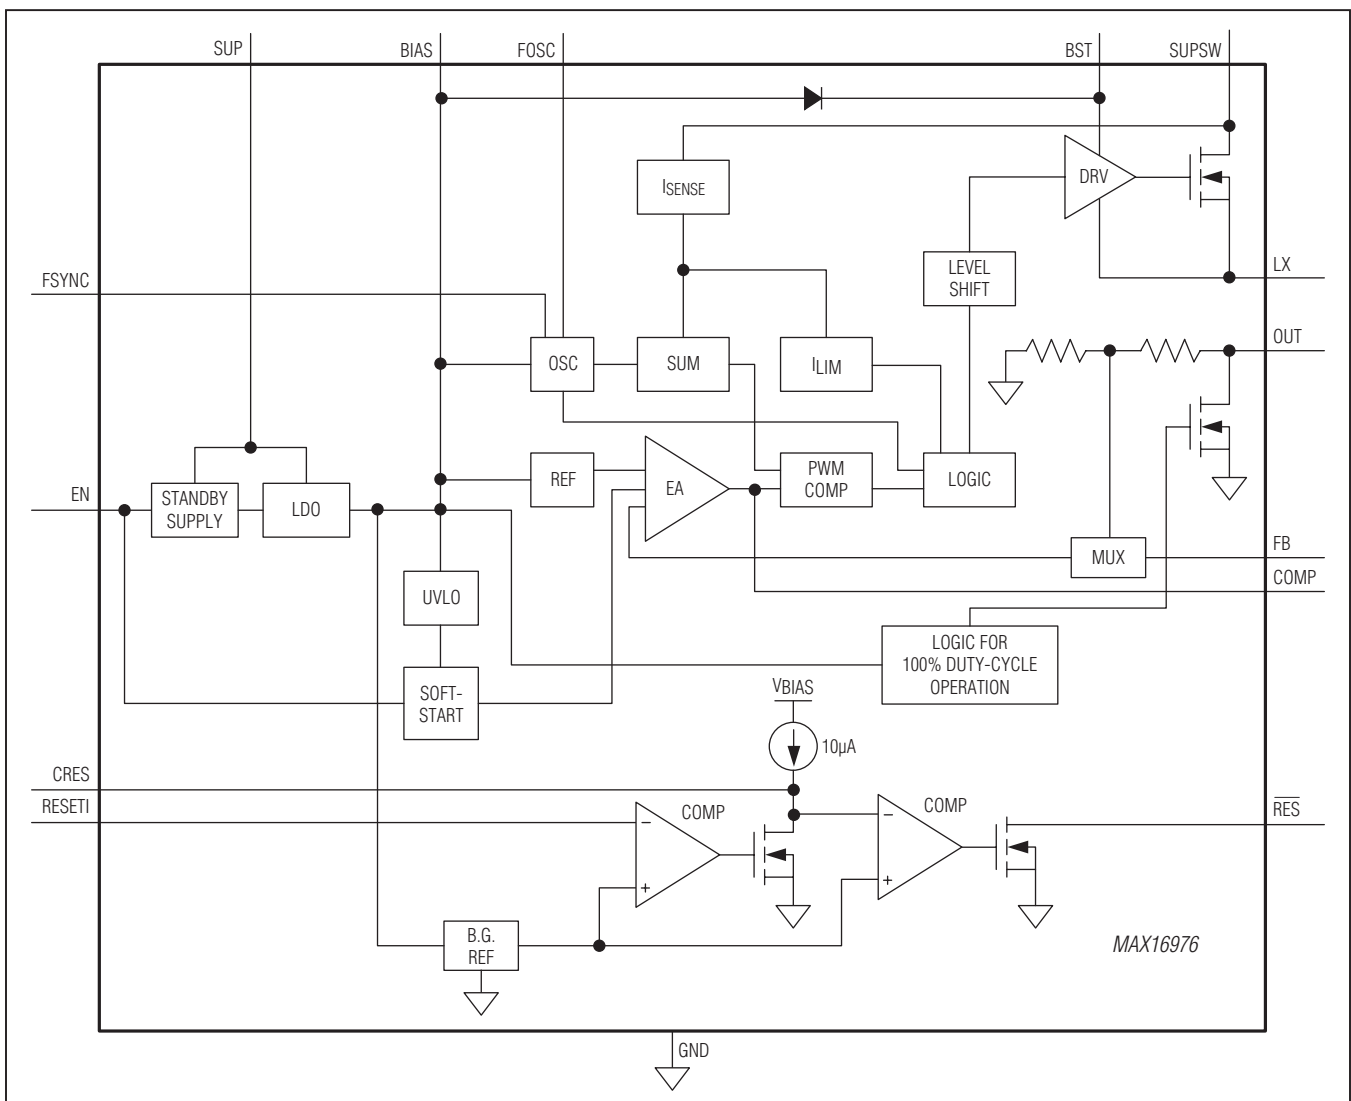 SUP
BIAS
FOSC
BST
SUPSW
ISENSE
DRV
LEVEL
SHIFT
LX
FSYNC
OSC
SUM
ILIM
OUT
EN
STANDBY
SUPPLY
LDO
REF
EA
PWM
COMP
LOGIC
MUX
FB
COMP
UVLO
SOFT-
START
LOGIC FOR
100% DUTY-CYCLE
OPERATION
VBIAS
10µA
CRES
RESETI
COMP
−
+
COMP
−
+
RES
B.G.
REF
MAX16976
GND